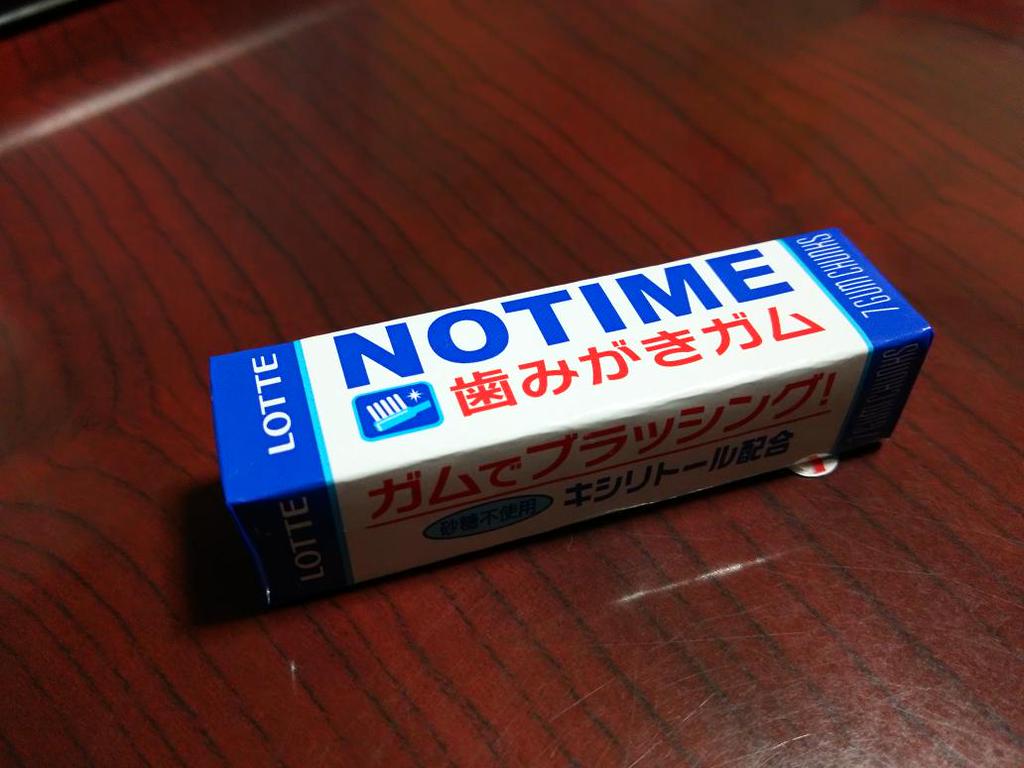 LOTTE
NOTIME
歯みがきガム
7 GUM CHUNKS
LOTTE
ガムでブラッシング!
砂糖不使用 キシリトール配合